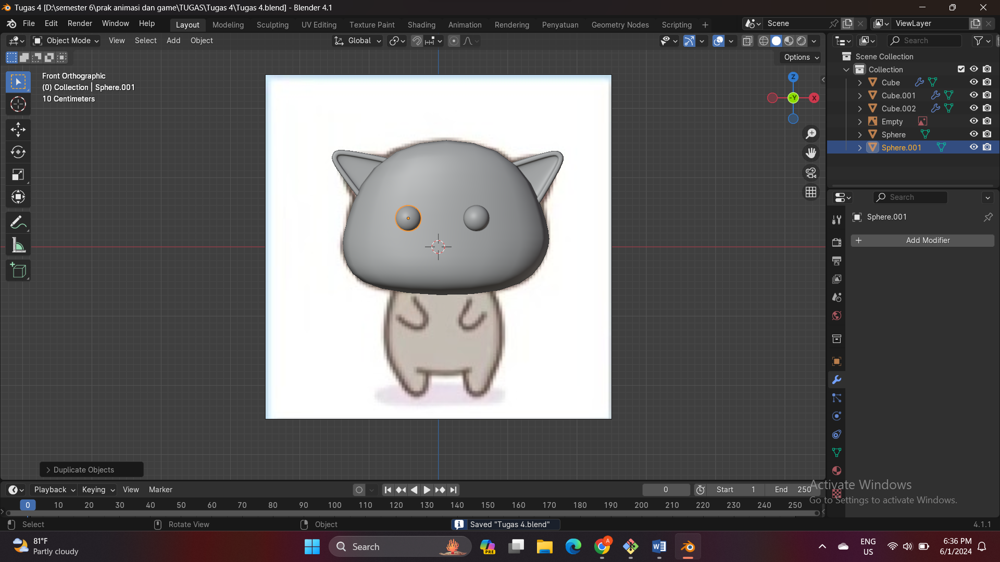 Tugas 4 [D:\semester 6\prak animasi dan game\TUGAS\Tugas 4\Tugas 4.blend] - Blender 4.1
File Edit Render Window Help
Layout Modeling Sculpting UV Editing Texture Paint Shading Animation Rendering Penyatuan Geometry Nodes Scripting +
Scene
ViewLayer
Object Mode View Select Add Object
Global
Search
Options
Front Orthographic
(0) Collection | Sphere.001
10 Centimeters
Z
-Y
X
Scene Collection
Collection
Cube
Cube.001
Cube.002
Empty
Sphere
Sphere.001
Search
Sphere.001
+ Add Modifier
Duplicate Objects
Playback Keying View Marker
0
Start 1
End 250
0 10 20 30 40 50 60 70 80 90 100 110 120 130 140 150 160 170 180 190 200 210 220 230 240 250
Activate Windows
Go to Settings to activate Windows.
Select
Rotate View
Object
Saved "Tugas 4.blend"
4.1.1
81°F
Partly cloudy
Search
PRE
A
ENG
US
6:36 PM
6/1/2024